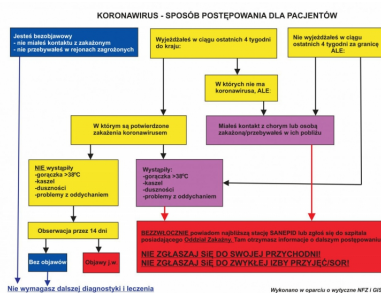 KORONAWIRUS - SPOSÓB POSTĘPOWANIA DLA PACJENTÓW
Jesteś bezobjawowy
- nie miałeś kontaktu z zakażonym
- nie przebywałeś w rejonach zagrożonych
Wyjeżdżałeś w ciągu ostatnich 4 tygodni
do kraju:
Nie wyjeżdżałeś w ciągu
ostatnich 4 tygodni za granicę
ALE:
W których nie ma
koronawirusa, ALE:
W którym są potwierdzone
zakażenia koronawirusem
Miałeś kontakt z chorym lub osobą
zakażoną/przebywałeś w ich pobliżu
NIE wystąpiły
-gorączka >38°C
-kaszel
-duszności
-problemy z oddychaniem
Wystąpiły:
-gorączka >38°C
-kaszel
-duszności
-problemy z oddychaniem
Obserwacja przez 14 dni
BEZZWŁOCZNIE powiadom najbliższą stację SANEPID lub zgłoś się do szpitala
posiadającego Oddział Zakaźny. Tam otrzymasz informacje o dalszym postępowaniu
NIE ZGŁASZAJ SIĘ DO SWOJEJ PRZYCHODNI!
NIE ZGŁASZAJ SIĘ DO ZWYKŁEJ IZBY PRZYJĘĆ/SOR!
Bez objawów
Objawy j.w.
Nie wymagasz dalszej diagnostyki i leczenia
Wykonano w oparciu o wytyczne NFZ i GIS